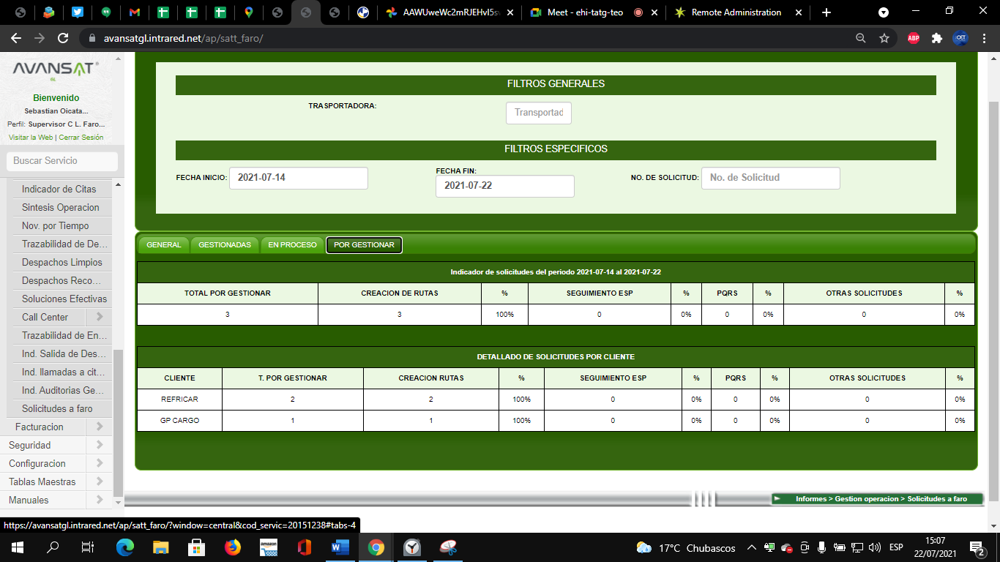 AAWUweWc2mRJEHvI5sv
Meet - ehi-tatg-teo
Remote Administration
avansatgl.intrared.net/ap/satt_faro/
ABP
AVANSAT
GL
Bienvenido
Sebastian Oicata...
Perfil: Supervisor C L. Faro...
Visitar la Web | Cerrar Sesión
Buscar Servicio
Indicador de Citas
Sintesis Operacion
Nov. por Tiempo
Trazabilidad de De...
Despachos Limpios
Despachos Reco...
Soluciones Efectivas
Call Center
Trazabilidad de En...
Ind. Salida de Des...
Ind. llamadas a cit...
Ind. Auditorias Ge...
Solicitudes a faro
Facturacion
Seguridad
Configuracion
Tablas Maestras
Manuales
FILTROS GENERALES
TRASPORTADORA: Transportad
FILTROS ESPECIFICOS
FECHA INICIO: 2021-07-14
FECHA FIN:
2021-07-22
NO. DE SOLICITUD: No. de Solicitud
GENERAL GESTIONADAS EN PROCESO POR GESTIONAR
Indicador de solicitudes del periodo 2021-07-14 al 2021-07-22
TOTAL POR GESTIONAR CREACION DE RUTAS % SEGUIMIENTO ESP % PQRS % OTRAS SOLICITUDES %
3 3 100% 0 0% 0 0% 0 0%
DETALLADO DE SOLICITUDES POR CLIENTE
CLIENTE T. POR GESTIONAR CREACION RUTAS % SEGUIMIENTO ESP % PQRS % OTRAS SOLICITUDES %
REFRICAR 2 2 100% 0 0% 0 0% 0 0%
GP CARGO 1 1 100% 0 0% 0 0% 0 0%
Informes > Gestion operacion > Solicitudes a faro
https://avansatgl.intrared.net/ap/satt_faro/?window=central&cod_servic=20151238#tabs-4
amazon
17°C Chubascos
ESP
15:07
22/07/2021
2